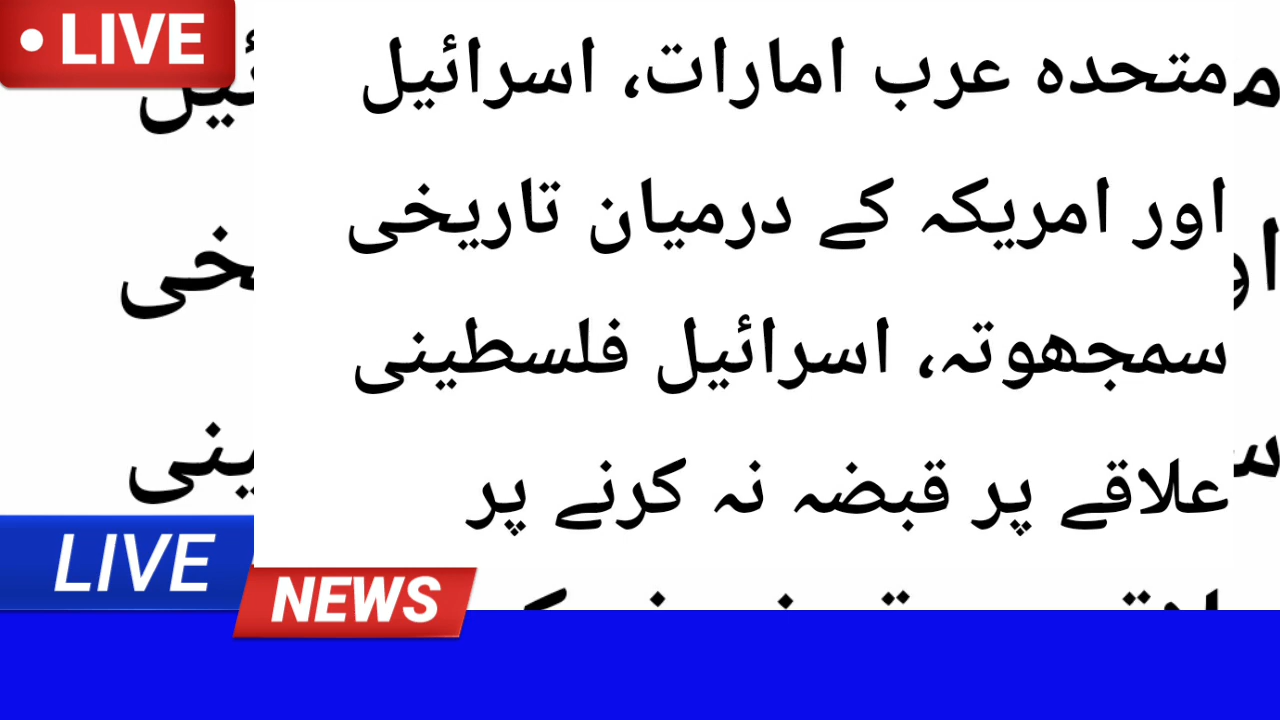 LIVE
متحدہ عرب امارات، اسرائیل
اور امریکہ کے درمیان تاریخی
سمجھوتہ، اسرائیل فلسطینی
علاقے پر قبضہ نہ کرنے پر
LIVE
NEWS